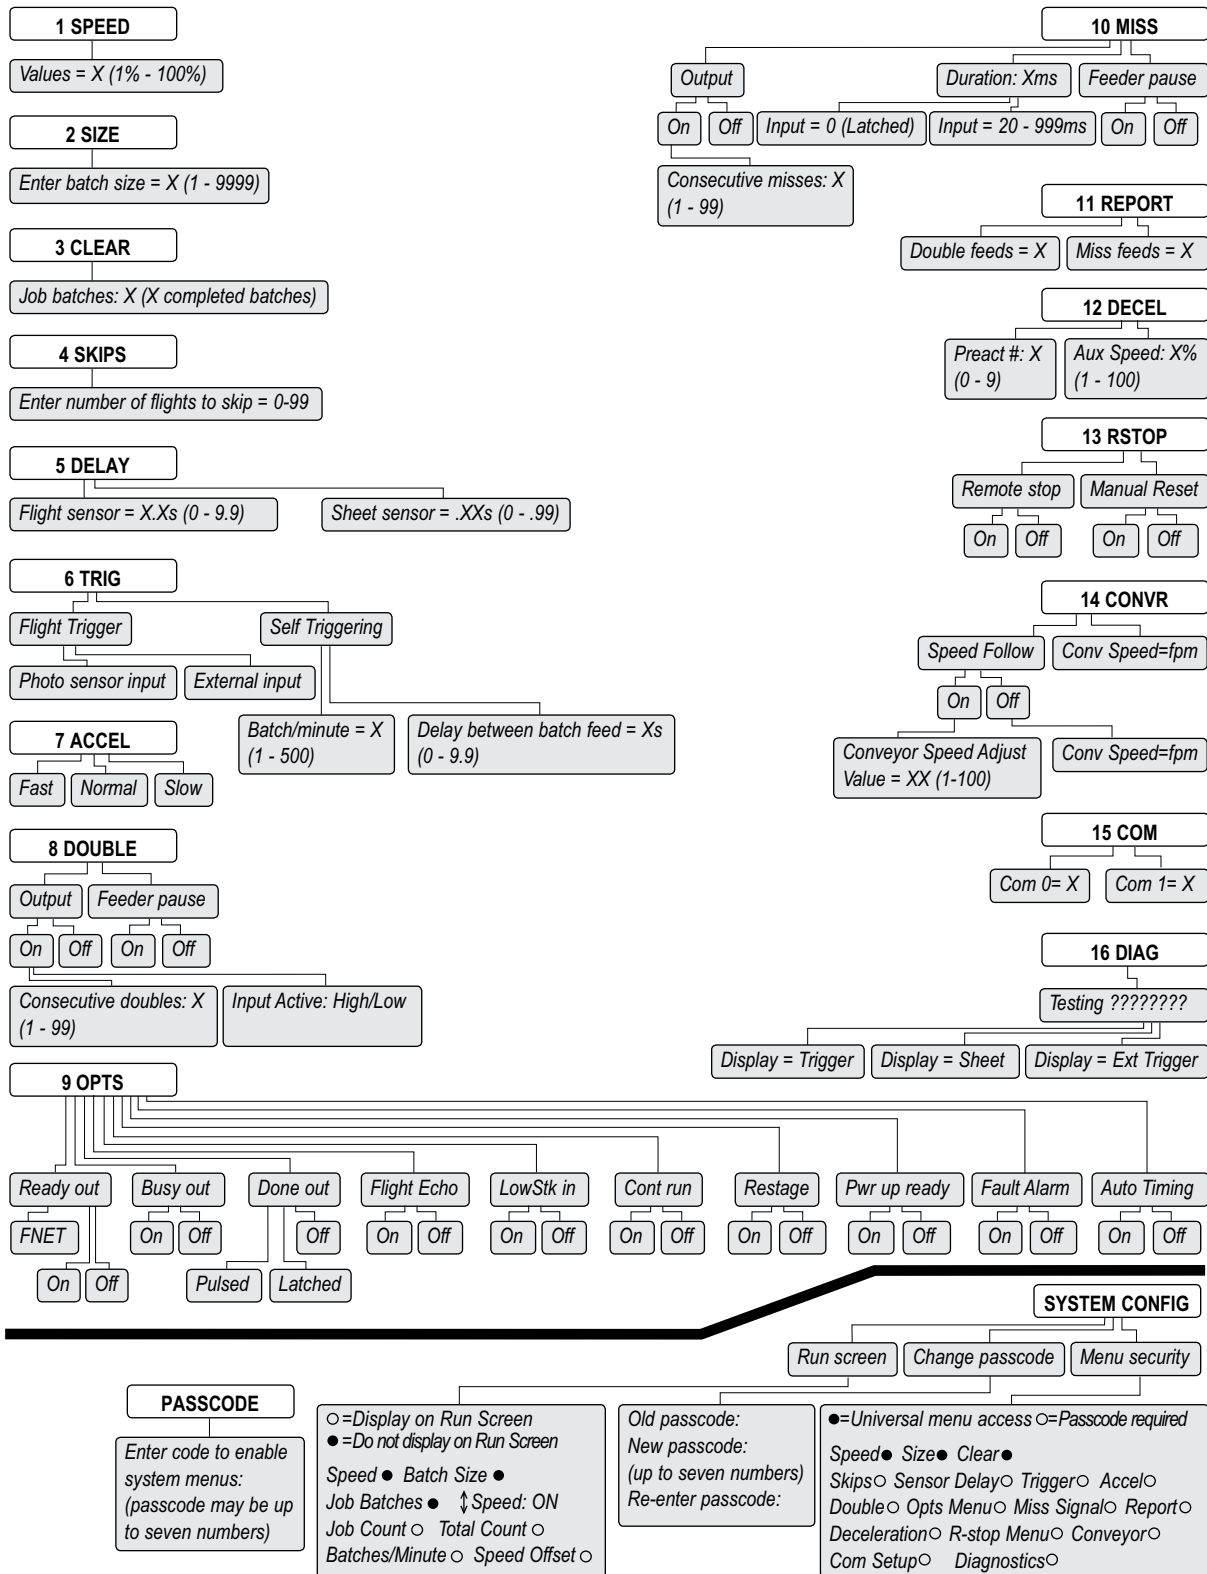 1 SPEED
Values = X (1% - 100%)
2 SIZE
Enter batch size = X (1 - 9999)
3 CLEAR
Job batches: X (X completed batches)
4 SKIPS
Enter number of flights to skip = 0-99
5 DELAY
Flight sensor = X.Xs (0 - 9.9)
Sheet sensor = .XXs (0 - .99)
6 TRIG
Flight Trigger
Self Triggering
Photo sensor input
External input
Batch/minute = X
(1 - 500)
Delay between batch feed = Xs
(0 - 9.9)
7 ACCEL
Fast
Normal
Slow
8 DOUBLE
Output
Feeder pause
On
Off
On
Off
Consecutive doubles: X
(1 - 99)
Input Active: High/Low
10 MISS
Output
Duration: Xms
Feeder pause
On
Off
Input = 0 (Latched)
Input = 20 - 999ms
On
Off
Consecutive misses: X
(1 - 99)
11 REPORT
Double feeds = X
Miss feeds = X
12 DECEL
Preact #: X
(0 - 9)
Aux Speed: X%
(1 - 100)
13 RSTOP
Remote stop
Manual Reset
On
Off
On
Off
14 CONVR
Speed Follow
Conv Speed=fpm
On
Off
Conveyor Speed Adjust
Value = XX (1-100)
Conv Speed=fpm
15 COM
Com 0= X
Com 1= X
16 DIAG
Testing ????????
Display = Trigger
Display = Sheet
Display = Ext Trigger
9 OPTS
Ready out
Busy out
Done out
Flight Echo
LowStk in
Cont run
Restage
Pwr up ready
Fault Alarm
Auto Timing
FNET
On
Off
Off
On
Off
On
Off
On
Off
On
Off
On
Off
On
Off
On
Off
On
Off
Pulsed
Latched
SYSTEM CONFIG
Run screen
Change passcode
Menu security
PASSCODE
Enter code to enable
system menus:
(passcode may be up
to seven numbers)
○=Display on Run Screen
●=Do not display on Run Screen
Speed ● Batch Size ●
Job Batches ● ↕Speed: ON
Job Count ○ Total Count ○
Batches/Minute ○ Speed Offset ○
Old passcode:
New passcode:
(up to seven numbers)
Re-enter passcode:
●=Universal menu access ○=Passcode required
Speed● Size● Clear●
Skips○ Sensor Delay○ Trigger○ Accel○
Double○ Opts Menu○ Miss Signal○ Report○
Deceleration○ R-stop Menu○ Conveyor○
Com Setup○ Diagnostics○